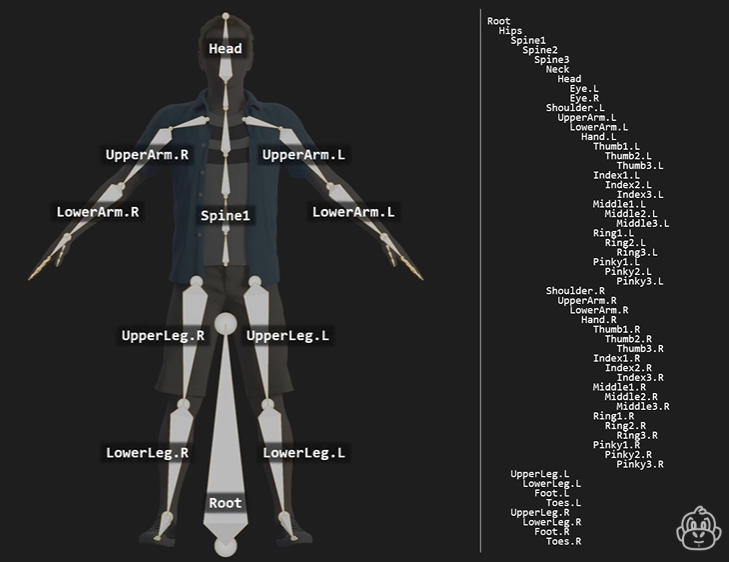 Head
UpperArm.R
UpperArm.L
LowerArm.R
Spine1
LowerArm.L
UpperLeg.R
UpperLeg.L
LowerLeg.R
LowerLeg.L
Root
Root
Hips
Spine1
Spine2
Spine3
Neck
Head
Eye.L
Eye.R
Shoulder.L
UpperArm.L
LowerArm.L
Hand.L
Thumb1.L
Thumb2.L
Thumb3.L
Index1.L
Index2.L
Index3.L
Middle1.L
Middle2.L
Middle3.L
Ring1.L
Ring2.L
Ring3.L
Pinky1.L
Pinky2.L
Pinky3.L
Shoulder.R
UpperArm.R
LowerArm.R
Hand.R
Thumb1.R
Thumb2.R
Thumb3.R
Index1.R
Index2.R
Index3.R
Middle1.R
Middle2.R
Middle3.R
Ring1.R
Ring2.R
Ring3.R
Pinky1.R
Pinky2.R
Pinky3.R
UpperLeg.L
LowerLeg.L
Foot.L
Toes.L
UpperLeg.R
LowerLeg.R
Foot.R
Toes.R